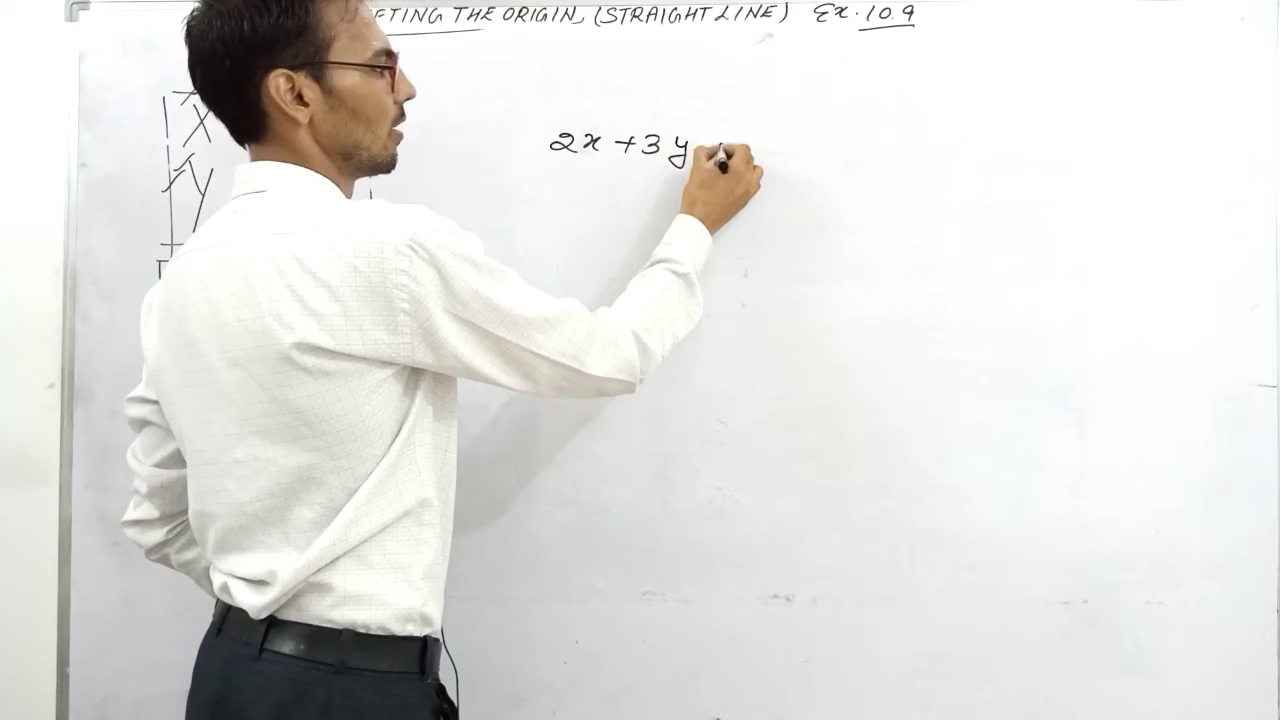 FTING THE ORIGIN, (STRAIGHT LINE) Ex. 10.9
2x + 3y
X
Y